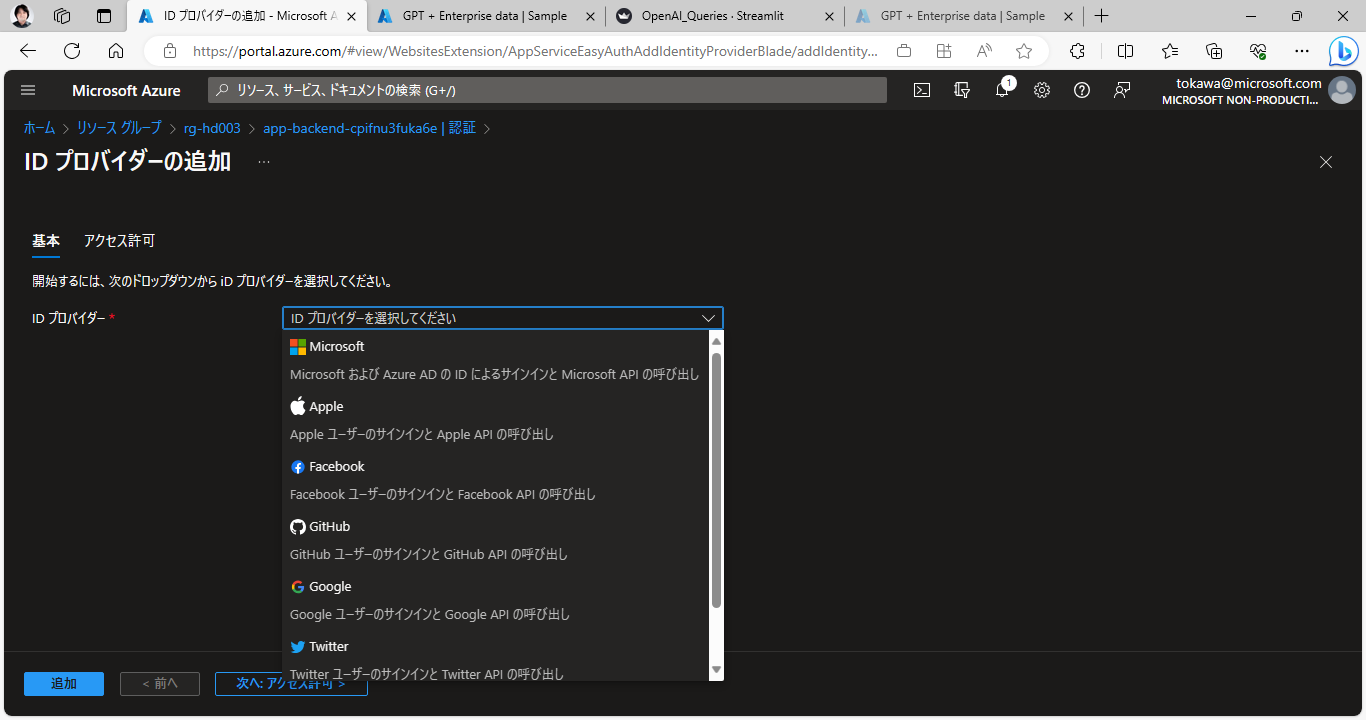 ID プロバイダーの追加 - Microsoft A
GPT + Enterprise data | Sample
OpenAI_Queries · Streamlit
GPT + Enterprise data | Sample
https://portal.azure.com/#view/WebsitesExtension/AppServiceEasyAuthAddIdentityProviderBlade/addIdentity...
Microsoft Azure
リソース、サービス、ドキュメントの検索 (G+/)
1
tokawa@microsoft.com
MICROSOFT NON-PRODUCTI...
ホーム > リソース グループ > rg-hd003 > app-backend-cpifnu3fuka6e | 認証 >
ID プロバイダーの追加 ...
基本 アクセス許可
開始するには、次のドロップダウンから iD プロバイダーを選択してください。
ID プロバイダー *
ID プロバイダーを選択してください
Microsoft
Microsoft および Azure AD の ID によるサインインと Microsoft API の呼び出し
Apple
Apple ユーザーのサインインと Apple API の呼び出し
Facebook
Facebook ユーザーのサインインと Facebook API の呼び出し
GitHub
GitHub ユーザーのサインインと GitHub API の呼び出し
Google
Google ユーザーのサインインと Google API の呼び出し
Twitter
Twitter ユーザーのサインインと Twitter API の呼び出し
追加
< 前へ
次へ: アクセス許可 >